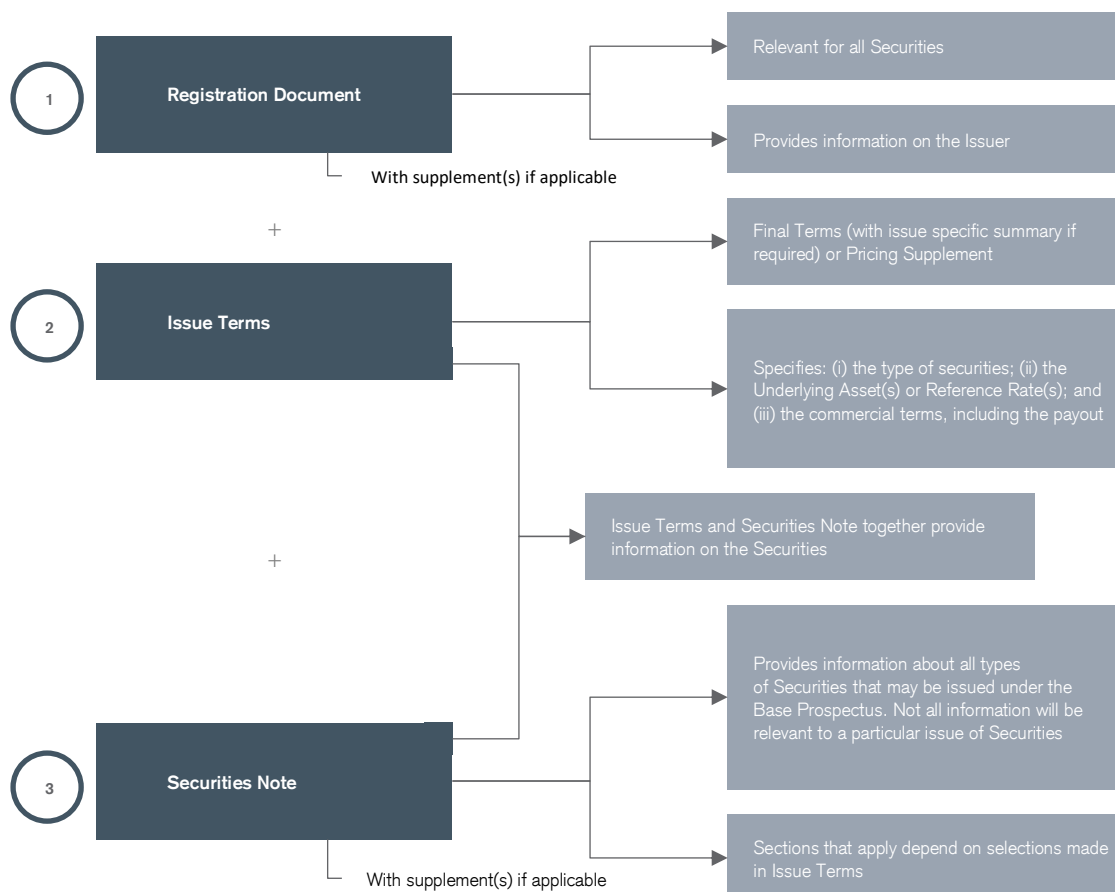 1
Registration Document
Relevant for all Securities
Provides information on the Issuer
With supplement(s) if applicable
+
2
Issue Terms
Final Terms (with issue specific summary if
required) or Pricing Supplement
Specifies: (i) the type of securities; (ii) the
Underlying Asset(s) or Reference Rate(s); and
(iii) the commercial terms, including the payout
Issue Terms and Securities Note together provide
information on the Securities
+
3
Securities Note
Provides information about all types
of Securities that may be issued under the
Base Prospectus. Not all information will be
relevant to a particular issue of Securities
Sections that apply depend on selections made
in Issue Terms
With supplement(s) if applicable